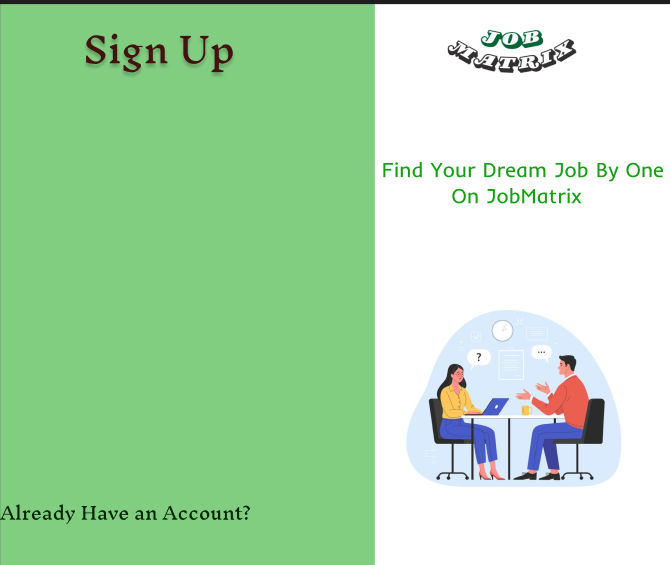 Sign Up
Already Have an Account?
JOB
MATRIX
Find Your Dream Job By One
On JobMatrix
?
...